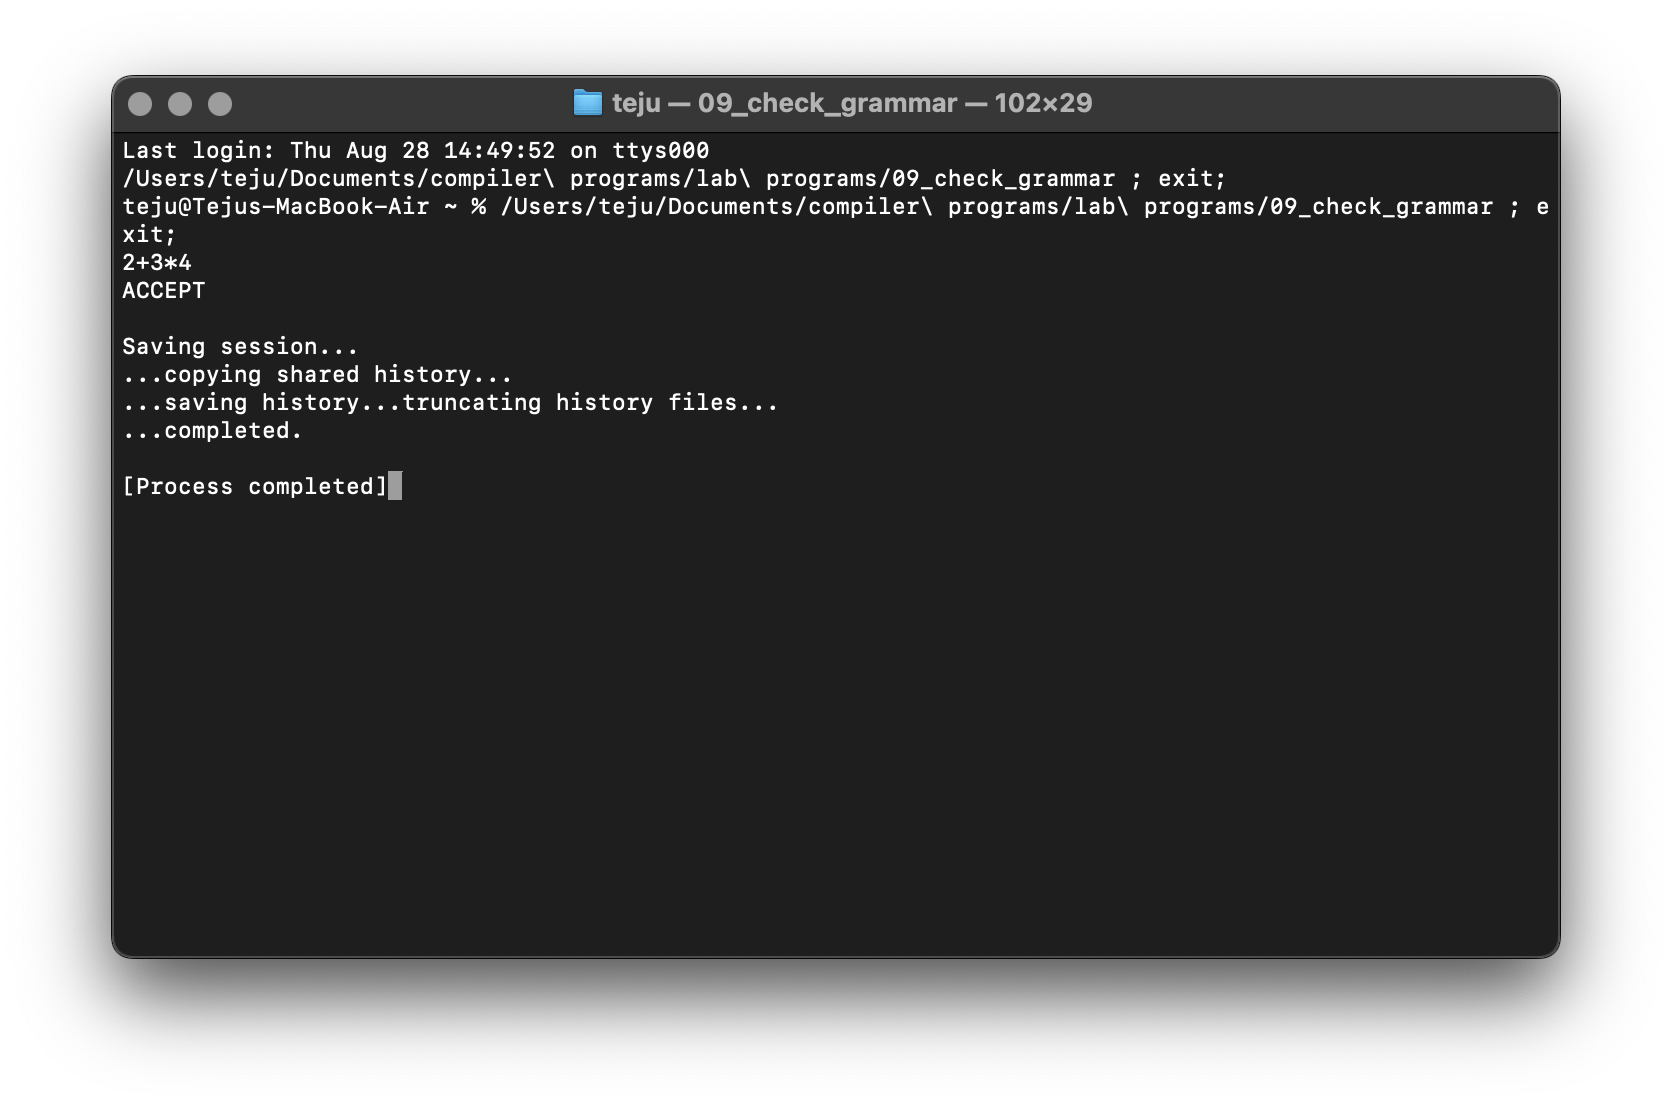 teju — 09_check_grammar — 102×29
Last login: Thu Aug 28 14:49:52 on ttys000
/Users/teju/Documents/compiler\ programs/lab\ programs/09_check_grammar ; exit;
teju@Tejus-MacBook-Air ~ % /Users/teju/Documents/compiler\ programs/lab\ programs/09_check_grammar ; e
xit;
2+3*4
ACCEPT
Saving session...
...copying shared history...
...saving history...truncating history files...
...completed.
[Process completed]